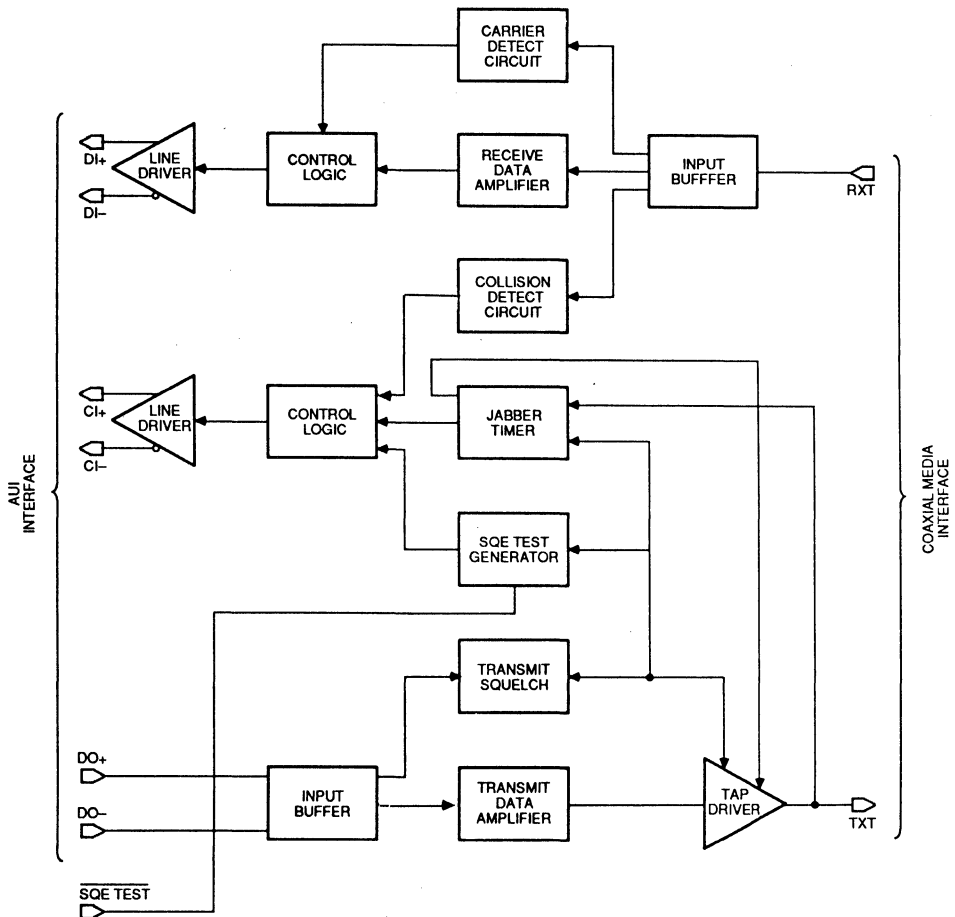 CARRIER
DETECT
CIRCUIT
DI+
DI–
LINE
DRIVER
CONTROL
LOGIC
RECEIVE
DATA
AMPLIFIER
INPUT
BUFFFER
RXT
COLLISION
DETECT
CIRCUIT
CI+
CI–
LINE
DRIVER
CONTROL
LOGIC
JABBER
TIMER
AUI
INTERFACE
COAXIAL MEDIA
INTERFACE
SQE TEST
GENERATOR
TRANSMIT
SQUELCH
DO+
DO–
INPUT
BUFFER
TRANSMIT
DATA
AMPLIFIER
TAP
DRIVER
TXT
SQE TEST